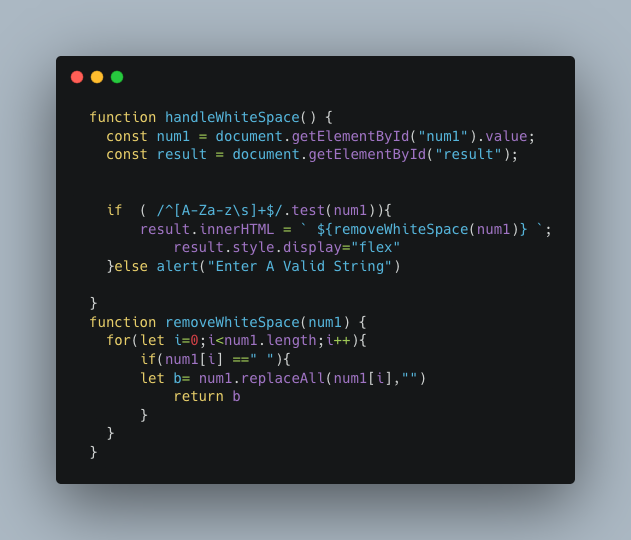 function handleWhiteSpace() {
  const num1 = document.getElementById("num1").value;
  const result = document.getElementById("result");
  if  ( /^[A-Za-z\s]+$/.test(num1)){
      result.innerHTML = ` ${removeWhiteSpace(num1)} `;
          result.style.display="flex"
  }else alert("Enter A Valid String")
}
function removeWhiteSpace(num1) {
  for(let i=0;i<num1.length;i++){
      if(num1[i] ==" "){
      let b= num1.replaceAll(num1[i],"")
          return b
      }
  }
}